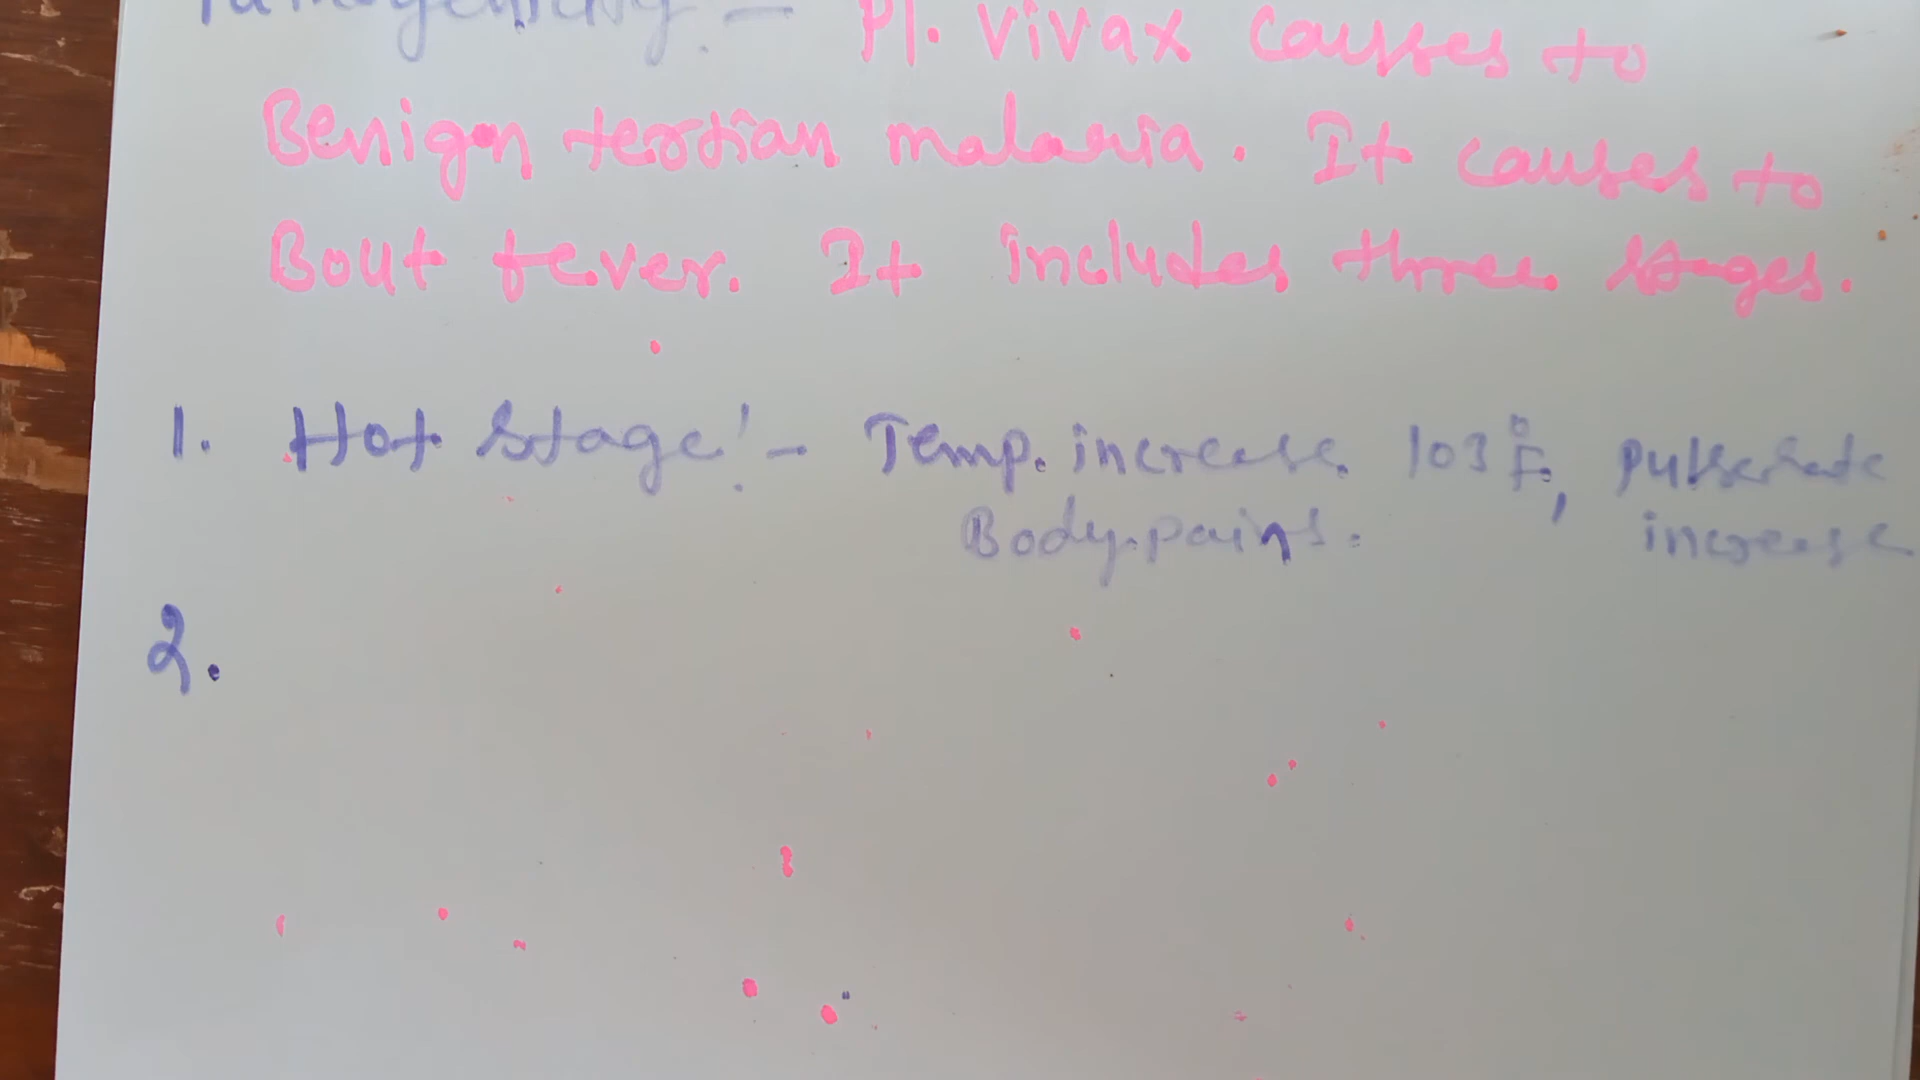 Pathogenicity:- Pl. vivax causes to
Benign tertian malaria. It causes to
Bout fever. It includes three stages.
1. Hot stage:- Temp. increase 103°F, pulse rate
Body pains. increase
2.